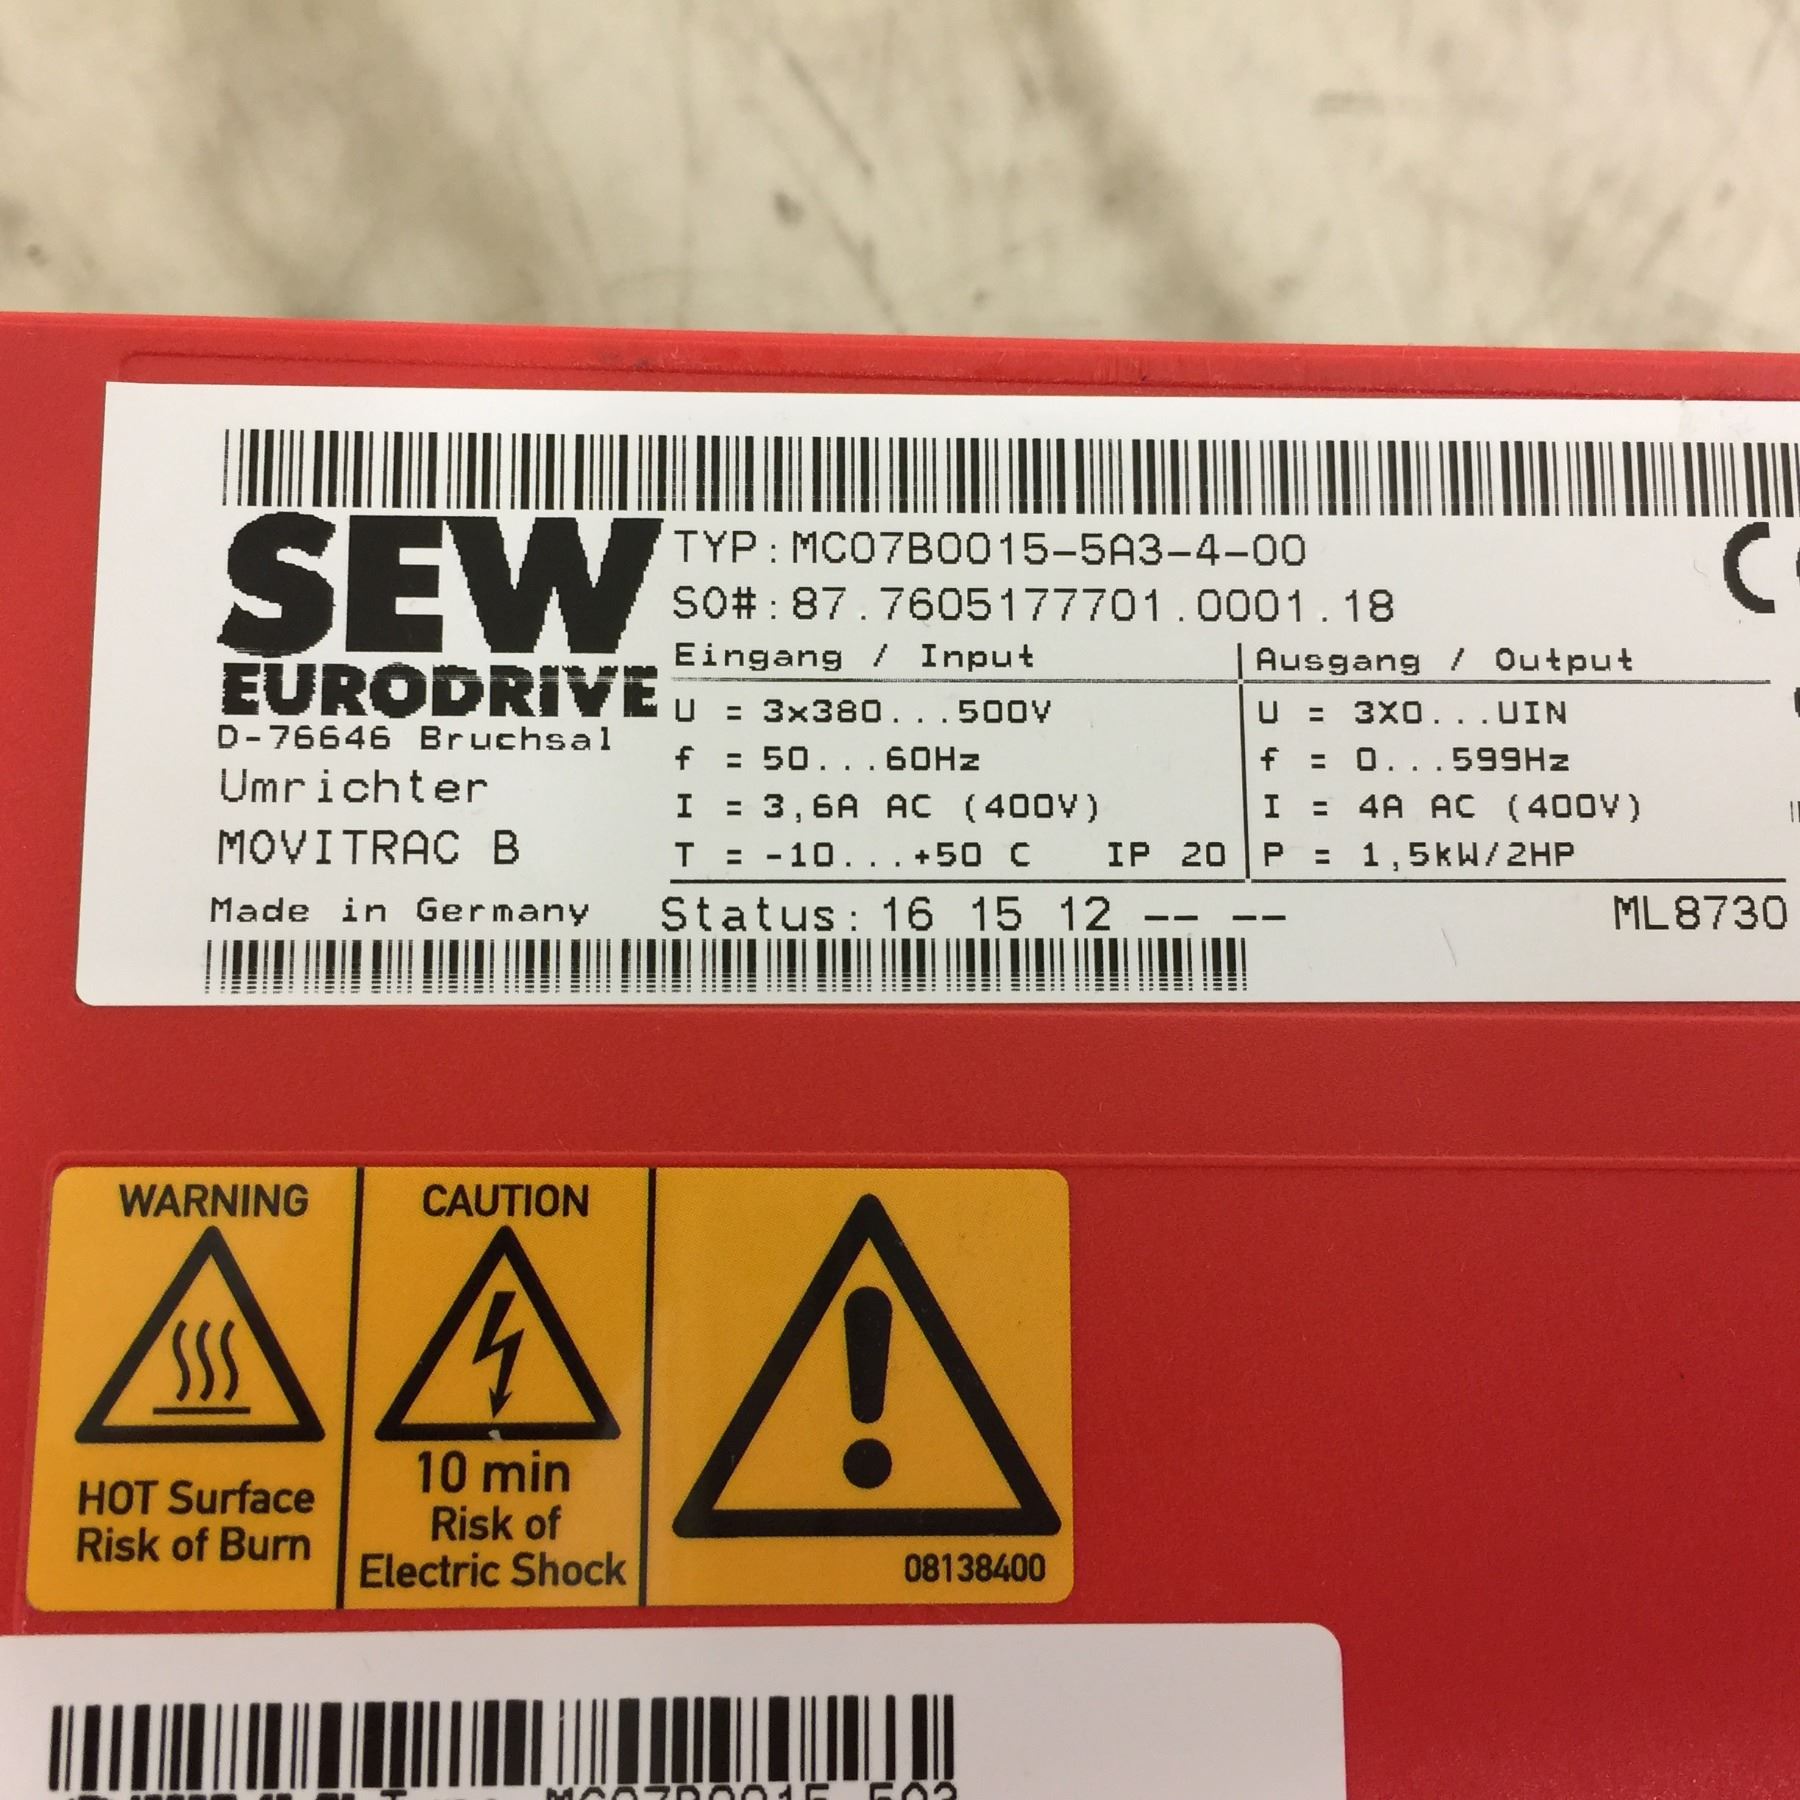 SEW
EURODRIVE
D-76646 Bruchsal
Umrichter
MOVITRAC B
Made in Germany
TYP: MC07B0015-5A3-4-00
SO#: 87.7605177701.0001.18
Eingang / Input
U = 3x380...500V
f = 50...60Hz
I = 3,6A AC (400V)
T = -10...+50 C IP 20
Ausgang / Output
U = 3X0...UIN
f = 0...599Hz
I = 4A AC (400V)
P = 1,5kW/2HP
Status: 16 15 12 -- --
ML8730
WARNING
HOT Surface
Risk of Burn
CAUTION
10 min
Risk of
Electric Shock
08138400
MC07B0015-5A3